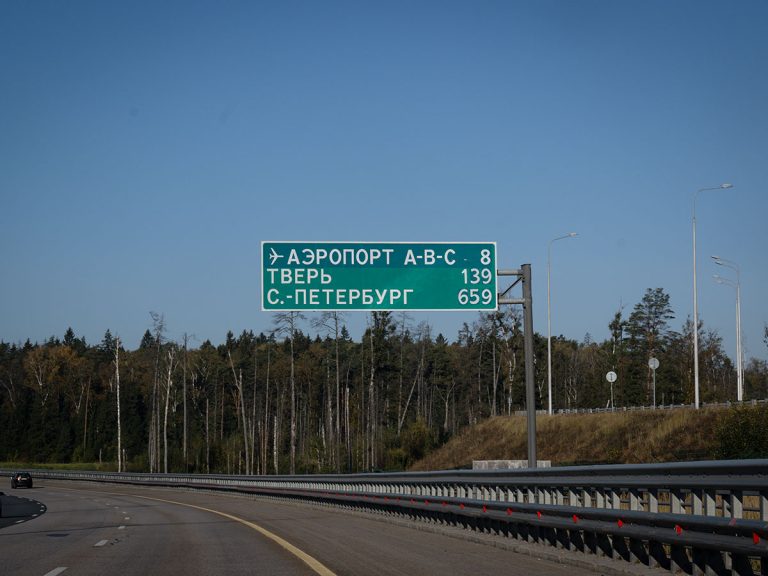 АЭРОПОРТ А-В-С 8
ТВЕРЬ 139
С.-ПЕТЕРБУРГ 659